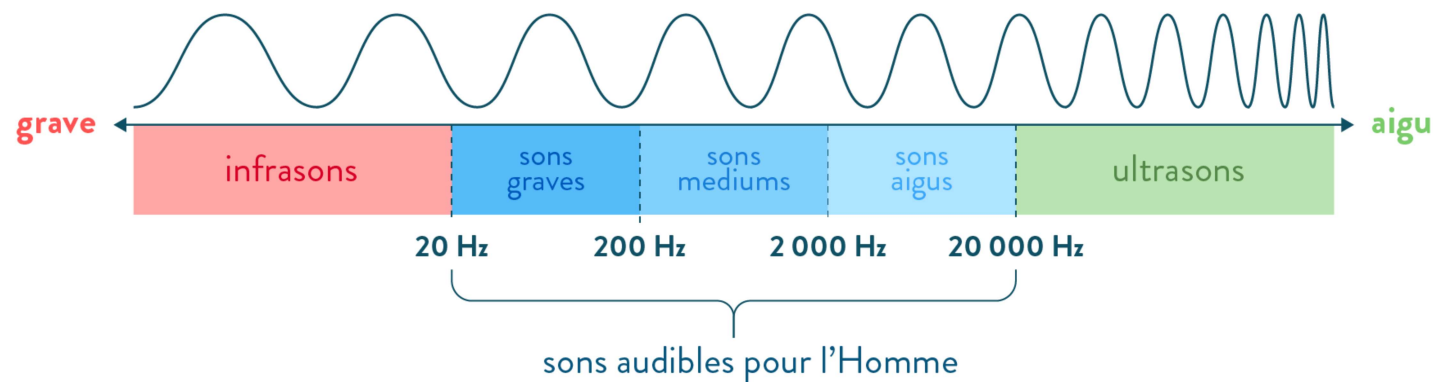 grave
aigu
infrasons
sons
graves
sons
mediums
sons
aigus
ultrasons
20 Hz
200 Hz
2 000 Hz
20 000 Hz
sons audibles pour l'Homme